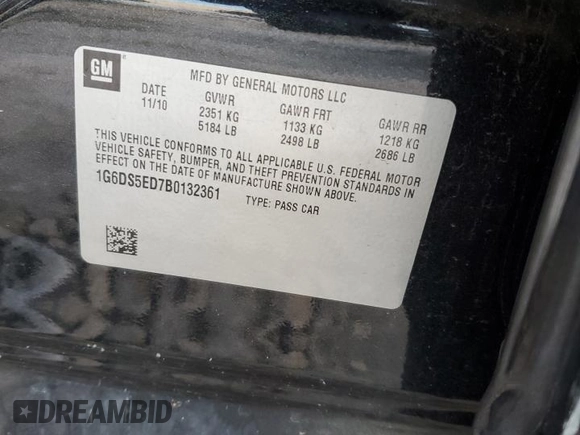 GM
MFD BY GENERAL MOTORS LLC
DATE GVWR GAWR FRT GAWR RR
11/10 2351 KG 1133 KG 1218 KG
5184 LB 2498 LB 2686 LB
THIS VEHICLE CONFORMS TO ALL APPLICABLE U.S. FEDERAL MOTOR
VEHICLE SAFETY, BUMPER, AND THEFT PREVENTION STANDARDS IN
EFFECT ON THE DATE OF MANUFACTURE SHOWN ABOVE.
1G6DS5ED7B0132361 TYPE: PASS CAR
DREAMBID